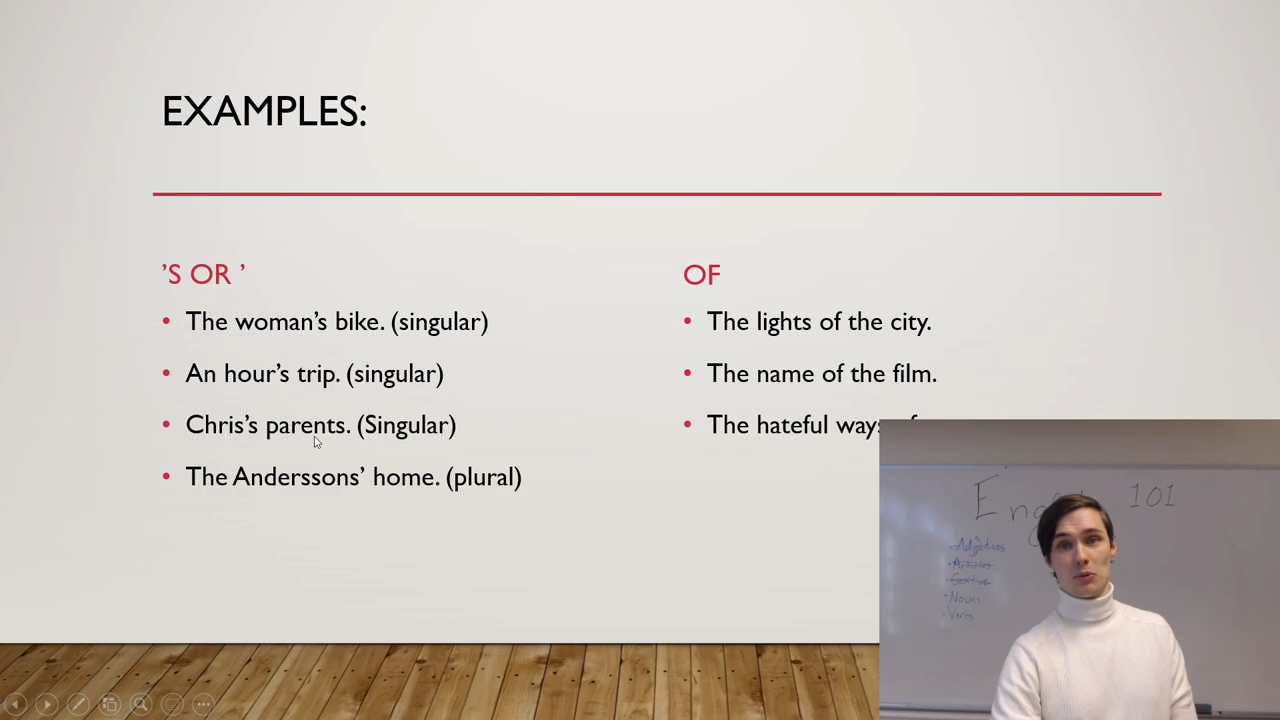 EXAMPLES:
’S OR ’
• The woman’s bike. (singular)
• An hour’s trip. (singular)
• Chris’s parents. (Singular)
• The Anderssons’ home. (plural)
OF
• The lights of the city.
• The name of the film.
• The hateful ways
101
• Adjectives
• Articles
• Genitive
• Nouns
• Verbs